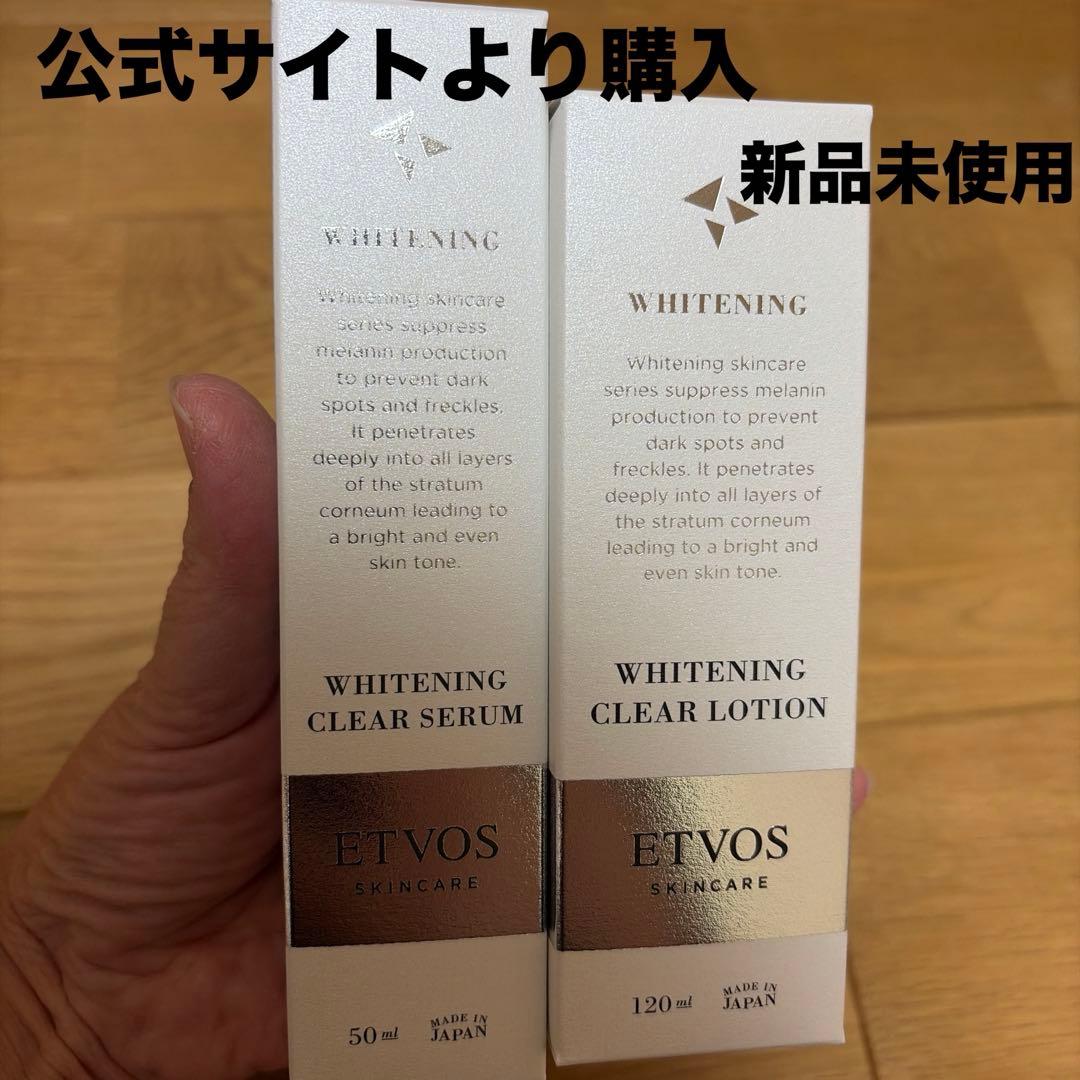 公式サイトより購入
新品未使用
WHITENING
Whitening skincare
series suppress
melanin production
to prevent dark
spots and freckles.
It penetrates
deeply into all layers
of the stratum
corneum leading to
a bright and even
skin tone.
WHITENING
CLEAR SERUM
ETVOS
SKINCARE
50 ml
MADE IN
JAPAN
WHITENING
Whitening skincare
series suppress melanin
production to prevent
dark spots and
freckles. It penetrates
deeply into all layers of
the stratum corneum
leading to a bright and
even skin tone.
WHITENING
CLEAR LOTION
ETVOS
SKINCARE
120 ml
MADE IN
JAPAN